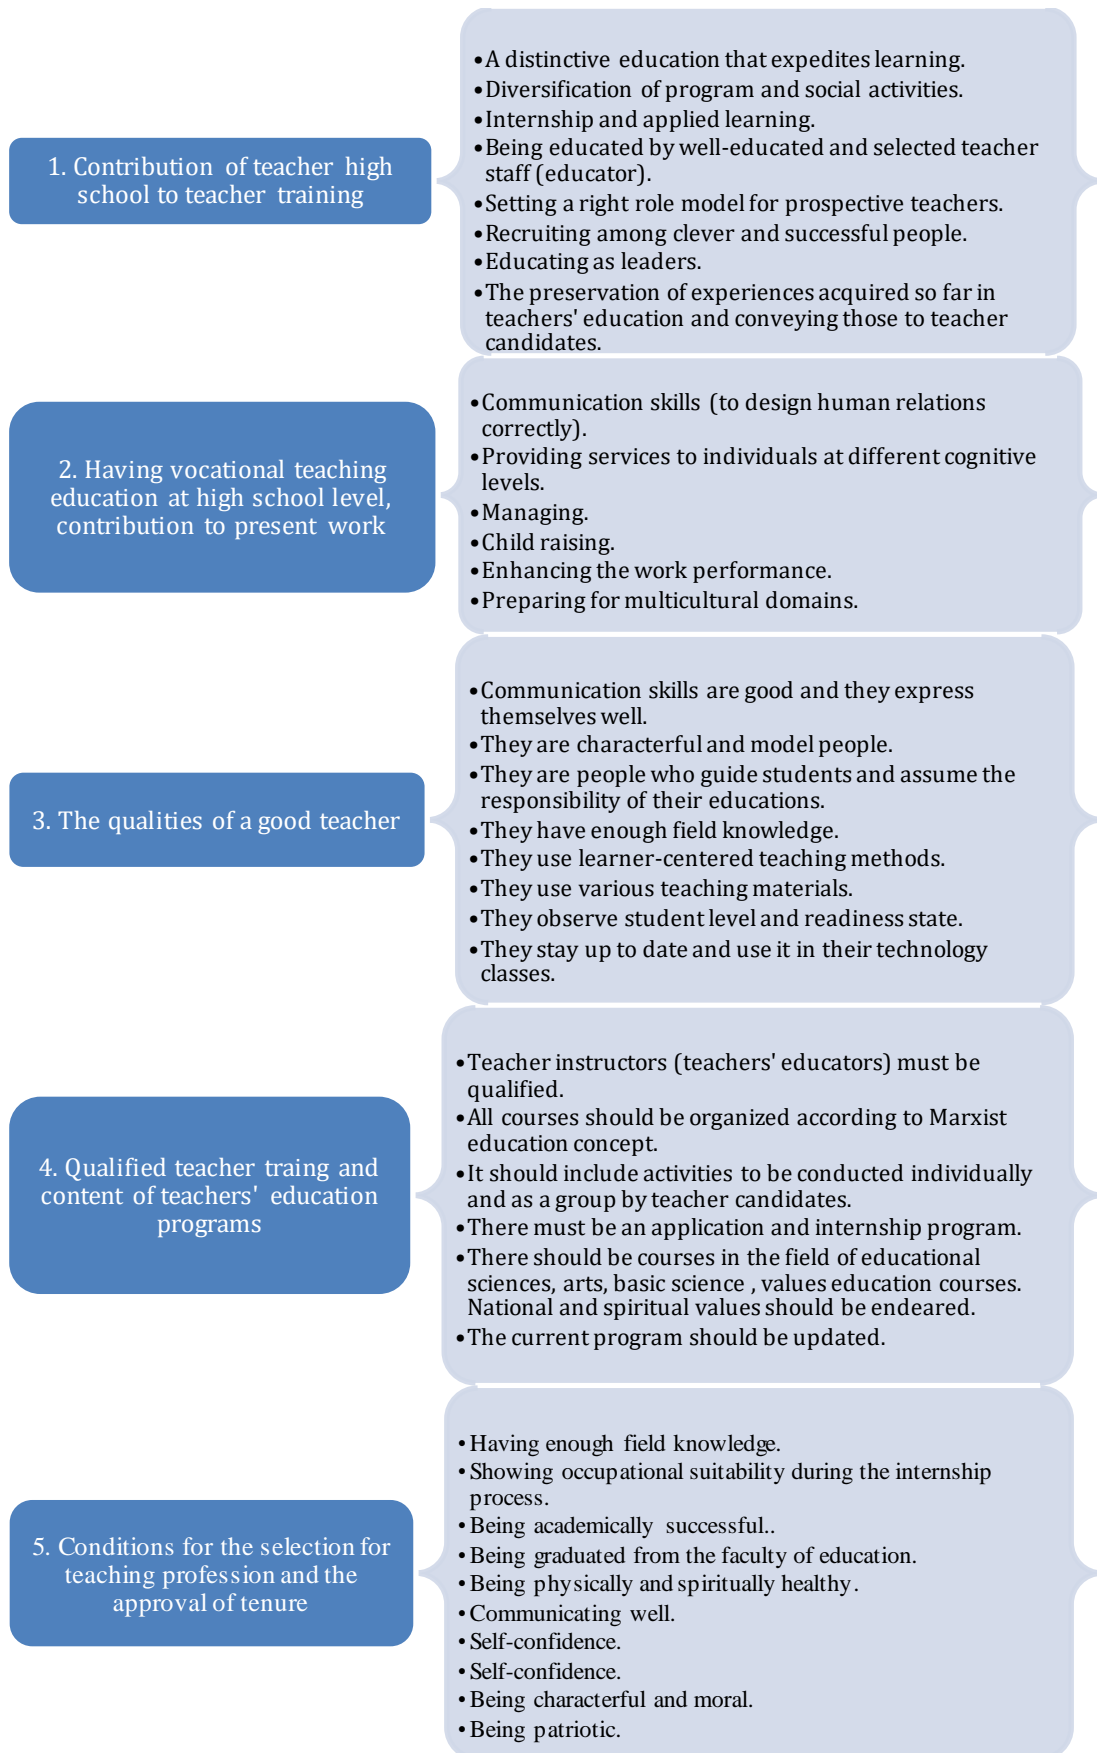 1. Contribution of teacher high
school to teacher training
•A distinctive education that expedites learning.
•Diversification of program and social activities.
•Internship and applied learning.
•Being educated by well-educated and selected teacher
staff (educator).
•Setting a right role model for prospective teachers.
•Recruiting among clever and successful people.
•Educating as leaders.
•The preservation of experiences acquired so far in
teachers' education and conveying those to teacher
candidates.
2. Having vocational teaching
education at high school level,
contribution to present work
•Communication skills (to design human relations
correctly).
•Providing services to individuals at different cognitive
levels.
•Managing.
•Child raising.
•Enhancing the work performance.
•Preparing for multicultural domains.
3. The qualities of a good teacher
•Communication skills are good and they express
themselves well.
•They are characterful and model people.
•They are people who guide students and assume the
responsibility of their educations.
•They have enough field knowledge.
•They use learner-centered teaching methods.
•They use various teaching materials.
•They observe student level and readiness state.
•They stay up to date and use it in their technology
classes.
4. Qualified teacher traing and
content of teachers' education
programs
•Teacher instructors (teachers' educators) must be
qualified.
•All courses should be organized according to Marxist
education concept.
•It should include activities to be conducted individually
and as a group by teacher candidates.
•There must be an application and internship program.
•There should be courses in the field of educational
sciences, arts, basic science , values education courses.
National and spiritual values should be endeared.
•The current program should be updated.
5. Conditions for the selection for
teaching profession and the
approval of tenure
•Having enough field knowledge.
•Showing occupational suitability during the internship
process.
•Being academically successful..
•Being graduated from the faculty of education.
•Being physically and spiritually healthy.
•Communicating well.
•Self-confidence.
•Self-confidence.
•Being characterful and moral.
•Being patriotic.